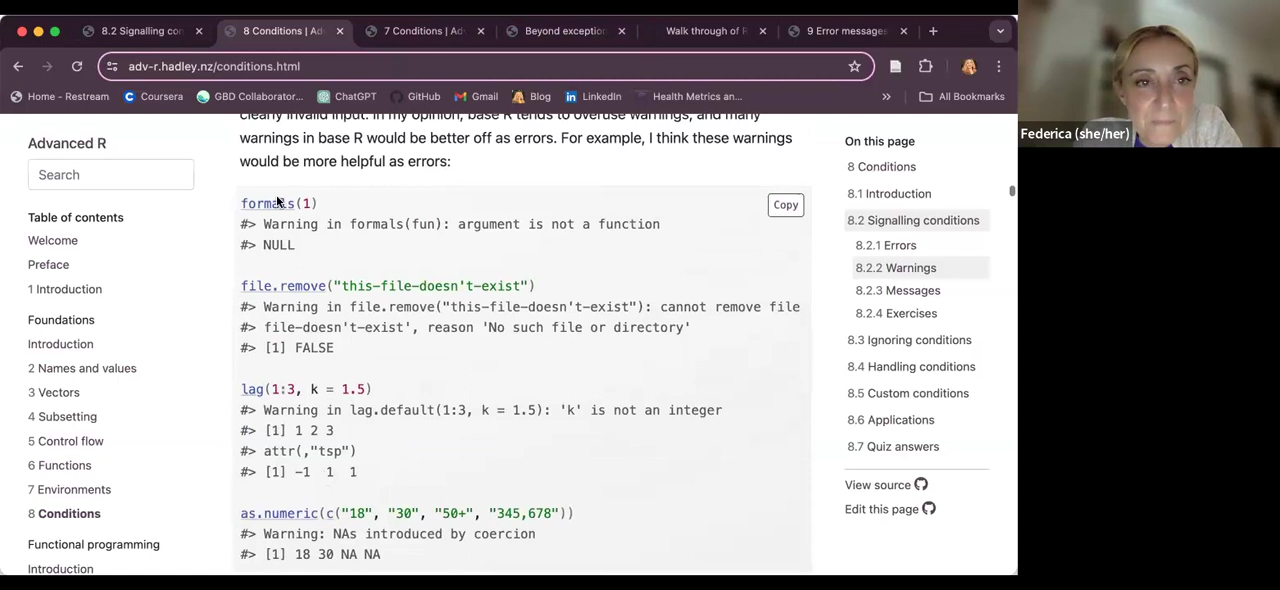 8.2 Signalling con
8 Conditions | Adv
7 Conditions | Adv
Beyond exception
Walk through of R
9 Error messages
adv-r.hadley.nz/conditions.html
Home - Restream
Coursera
GBD Collaborator...
ChatGPT
GitHub
Gmail
Blog
LinkedIn
Health Metrics an...
»
All Bookmarks
Federica (she/her)
Advanced R
Search
Table of contents
Welcome
Preface
1 Introduction
Foundations
Introduction
2 Names and values
3 Vectors
4 Subsetting
5 Control flow
6 Functions
7 Environments
8 Conditions
Functional programming
Introduction
clearly invalid input. In my opinion, base R tends to overuse warnings, and many
warnings in base R would be better off as errors. For example, I think these warnings
would be more helpful as errors:
Copy
formals(1)
#> Warning in formals(fun): argument is not a function
#> NULL
file.remove("this-file-doesn't-exist")
#> Warning in file.remove("this-file-doesn't-exist"): cannot remove file
#> file-doesn't-exist', reason 'No such file or directory'
#> [1] FALSE
lag(1:3, k = 1.5)
#> Warning in lag.default(1:3, k = 1.5): 'k' is not an integer
#> [1] 1 2 3
#> attr(,"tsp")
#> [1] -1 1 1
as.numeric(c("18", "30", "50+", "345,678"))
#> Warning: NAs introduced by coercion
#> [1] 18 30 NA NA
On this page
8 Conditions
8.1 Introduction
8.2 Signalling conditions
8.2.1 Errors
8.2.2 Warnings
8.2.3 Messages
8.2.4 Exercises
8.3 Ignoring conditions
8.4 Handling conditions
8.5 Custom conditions
8.6 Applications
8.7 Quiz answers
View source
Edit this page